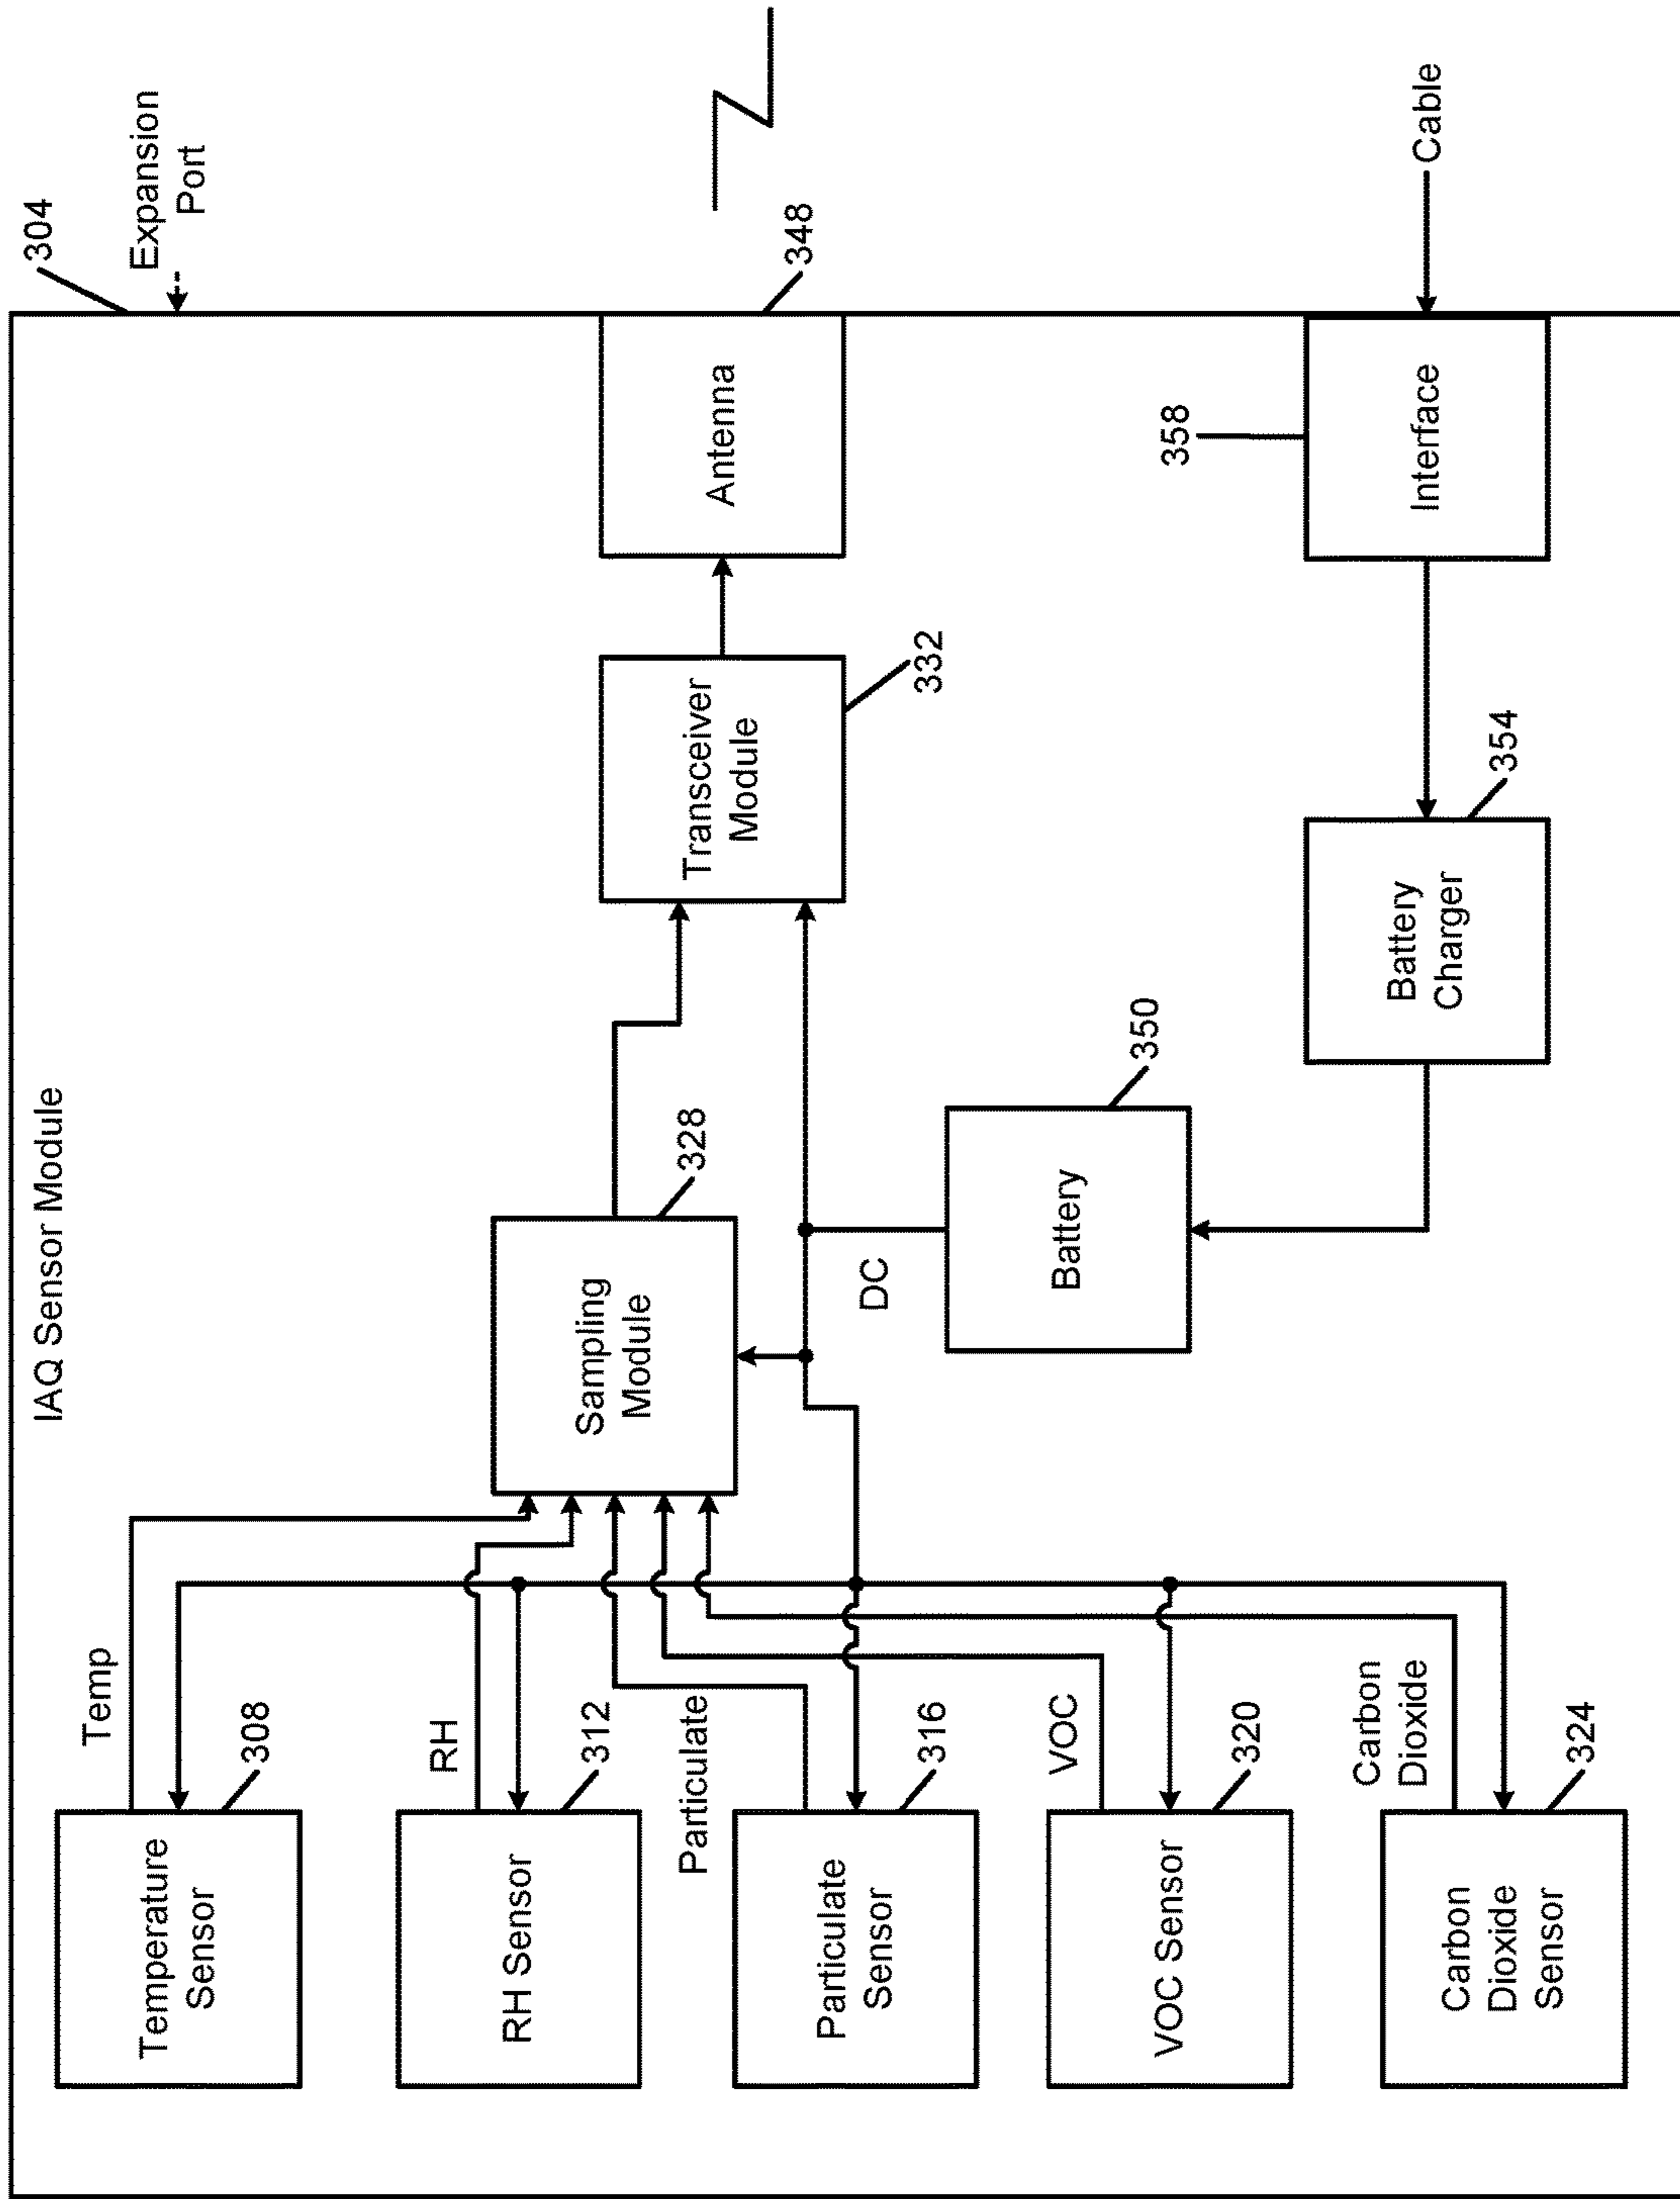 IAQ Sensor Module
304
Expansion
Port
Temperature
Sensor
308
Temp
RH Sensor
312
RH
Particulate
Sensor
316
Particulate
VOC Sensor
320
VOC
Carbon
Dioxide
Sensor
324
Carbon
Dioxide
Sampling
Module
328
Transceiver
Module
332
Antenna
348
DC
Battery
350
Battery
Charger
354
Interface
358
Cable